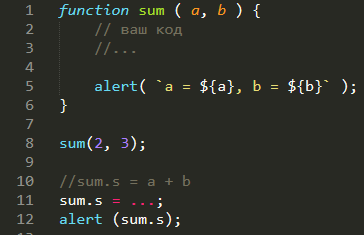 1 function sum ( a, b ) {
2 // ваш код
3 //...
4
5 alert( `a = ${a}, b = ${b}` );
6 }
7
8 sum(2, 3);
9
10 //sum.s = a + b
11 sum.s = ...;
12 alert (sum.s);